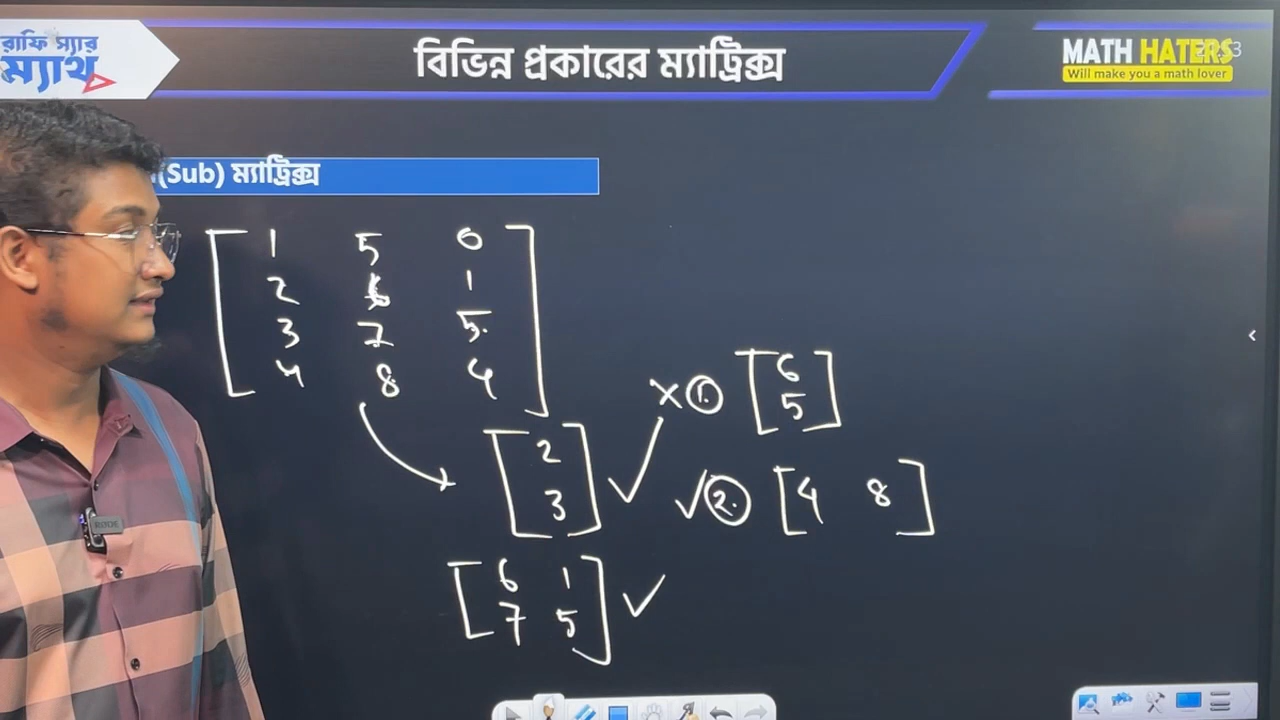 রাফি স্যার
ম্যাথ
বিভিন্ন প্রকারের ম্যাট্রিক্স
MATH HATERS
Will make you a math lover
(Sub) ম্যাট্রিক্স
1 5 0
2 6 1
3 7 5
4 8 4
2
3
6 1
7 5
× 1. 6
5
✓ 2. 4 8